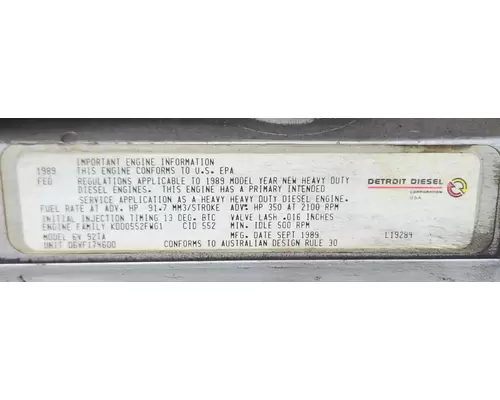 IMPORTANT ENGINE INFORMATION
1989 THIS ENGINE CONFORMS TO U.S. EPA
FED REGULATIONS APPLICABLE TO 1989 MODEL YEAR NEW HEAVY DUTY
DIESEL ENGINES. THIS ENGINE HAS A PRIMARY INTENDED
SERVICE APPLICATION AS A HEAVY HEAVY DUTY DIESEL ENGINE.
FUEL RATE AT ADV. HP 91.7 MM3/STROKE ADV: HP 350 AT 2100 RPM
INITIAL INJECTION TIMING 13 DEG. BTC VALVE LASH .016 INCHES
ENGINE FAMILY KDD0552FWG1 CID 552 MIN. IDLE 500 RPM
MODEL 6V 92TA MFG. DATE SEPT 1989
UNIT 06VF174600 CONFORMS TO AUSTRALIAN DESIGN RULE 30
DETROIT DIESEL
CORPORATION
USA
L19289